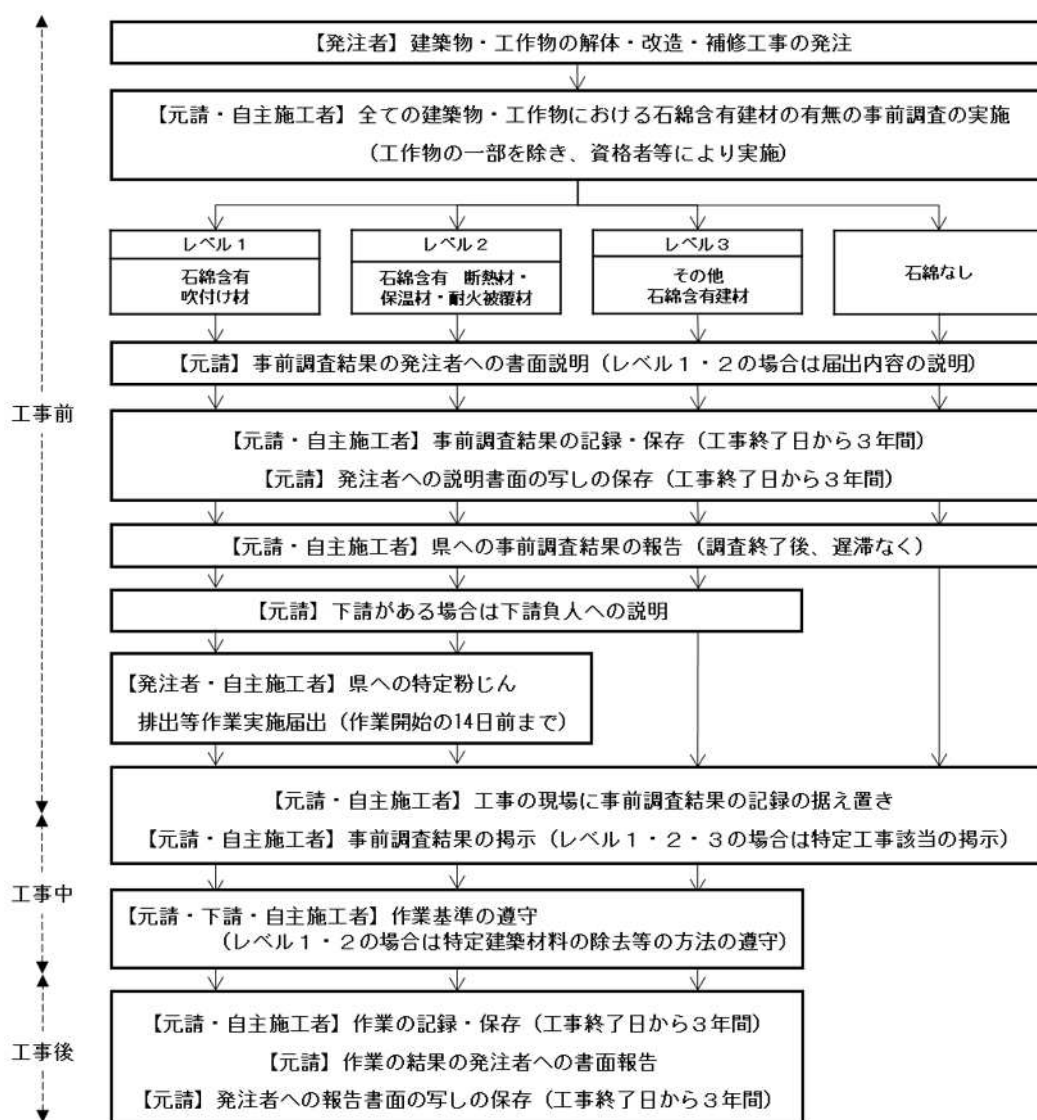 【発注者】建築物・工作物の解体・改造・補修工事の発注
【元請・自主施工者】全ての建築物・工作物における石綿含有建材の有無の事前調査の実施
(工作物の一部を除き、資格者等により実施)
レベル1
石綿含有
吹付け材
レベル2
石綿含有 断熱材・
保温材・耐火被覆材
レベル3
その他
石綿含有建材
石綿なし
【元請】事前調査結果の発注者への書面説明(レベル1・2の場合は届出内容の説明)
工事前
【元請・自主施工者】事前調査結果の記録・保存(工事終了日から3年間)
【元請】発注者への説明書面の写しの保存(工事終了日から3年間)
【元請・自主施工者】県への事前調査結果の報告(調査終了後、遅滞なく)
【元請】下請がある場合は下請負人への説明
【発注者・自主施工者】県への特定粉じん
排出等作業実施届出(作業開始の14日前まで)
【元請・自主施工者】工事の現場に事前調査結果の記録の据え置き
【元請・自主施工者】事前調査結果の掲示(レベル1・2・3の場合は特定工事該当の掲示)
工事中
【元請・下請・自主施工者】作業基準の遵守
(レベル1・2の場合は特定建築材料の除去等の方法の遵守)
工事後
【元請・自主施工者】作業の記録・保存(工事終了日から3年間)
【元請】作業の結果の発注者への書面報告
【元請】発注者への報告書面の写しの保存(工事終了日から3年間)